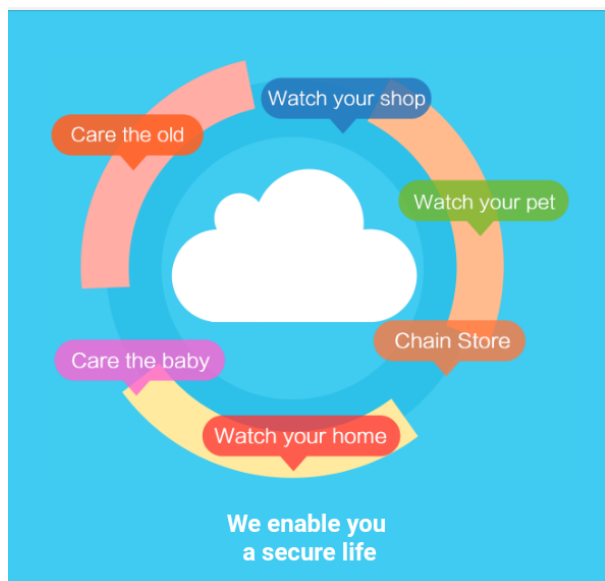 Watch your shop
Care the old
Watch your pet
Chain Store
Care the baby
Watch your home
We enable you
a secure life